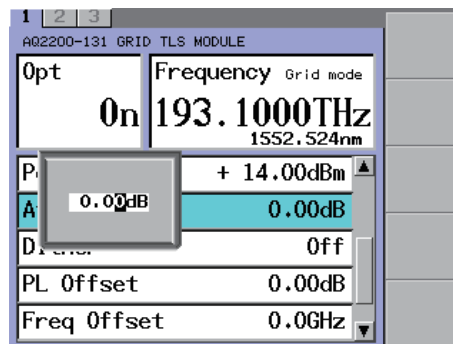 1 2 3
AQ2200-131 GRID TLS MODULE
Opt
On
Frequency Grid mode
193.1000THz
1552.524nm
+ 14.00dBm
0.00dB
0.00dB
Off
PL Offset 0.00dB
Freq Offset 0.0GHz